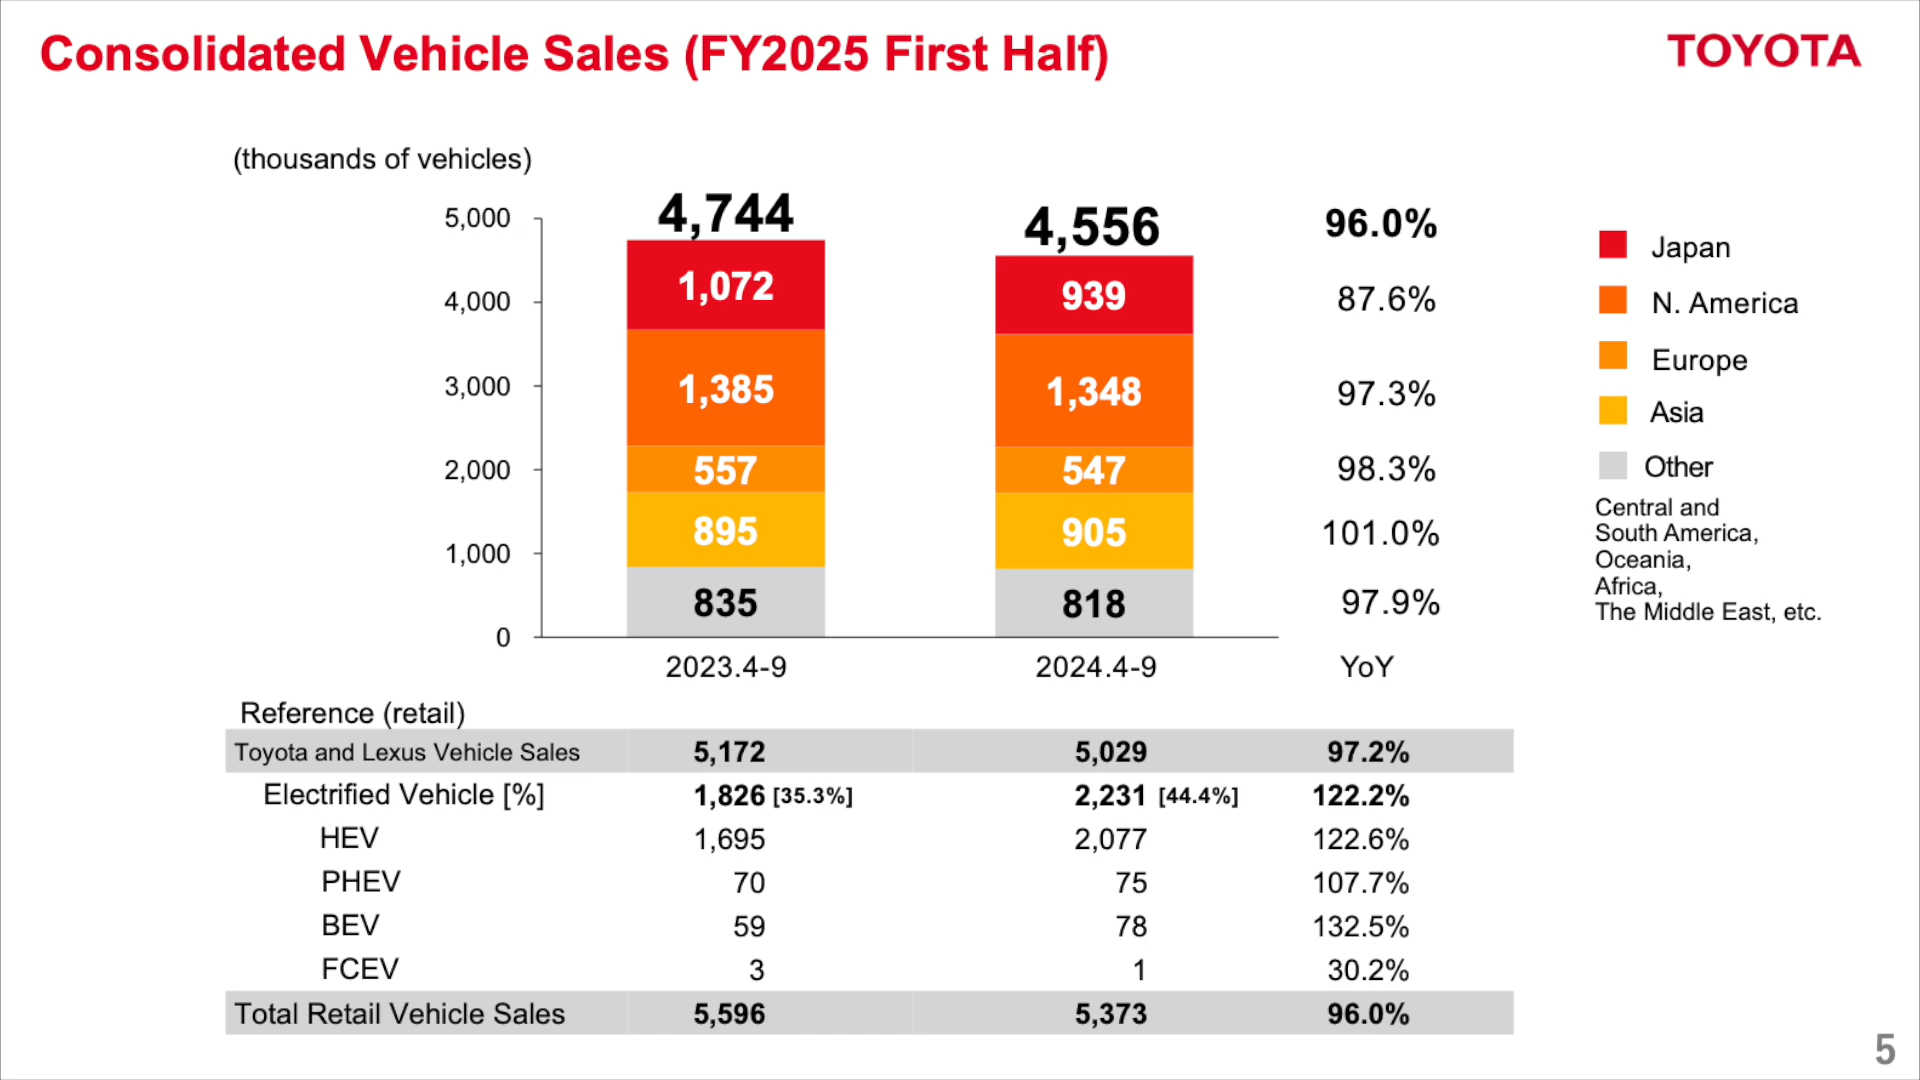 Consolidated Vehicle Sales (FY2025 First Half)
TOYOTA
(thousands of vehicles)
5,000
4,000
3,000
2,000
1,000
0
4,744
1,072
1,385
557
895
835
2023.4-9
4,556
939
1,348
547
905
818
2024.4-9
96.0%
87.6%
97.3%
98.3%
101.0%
97.9%
YoY
Japan
N. America
Europe
Asia
Other
Central and
South America,
Oceania,
Africa,
The Middle East, etc.
Reference (retail)
Toyota and Lexus Vehicle Sales 5,172 5,029 97.2%
Electrified Vehicle [%] 1,826 [35.3%] 2,231 [44.4%] 122.2%
HEV 1,695 2,077 122.6%
PHEV 70 75 107.7%
BEV 59 78 132.5%
FCEV 3 1 30.2%
Total Retail Vehicle Sales 5,596 5,373 96.0%
5